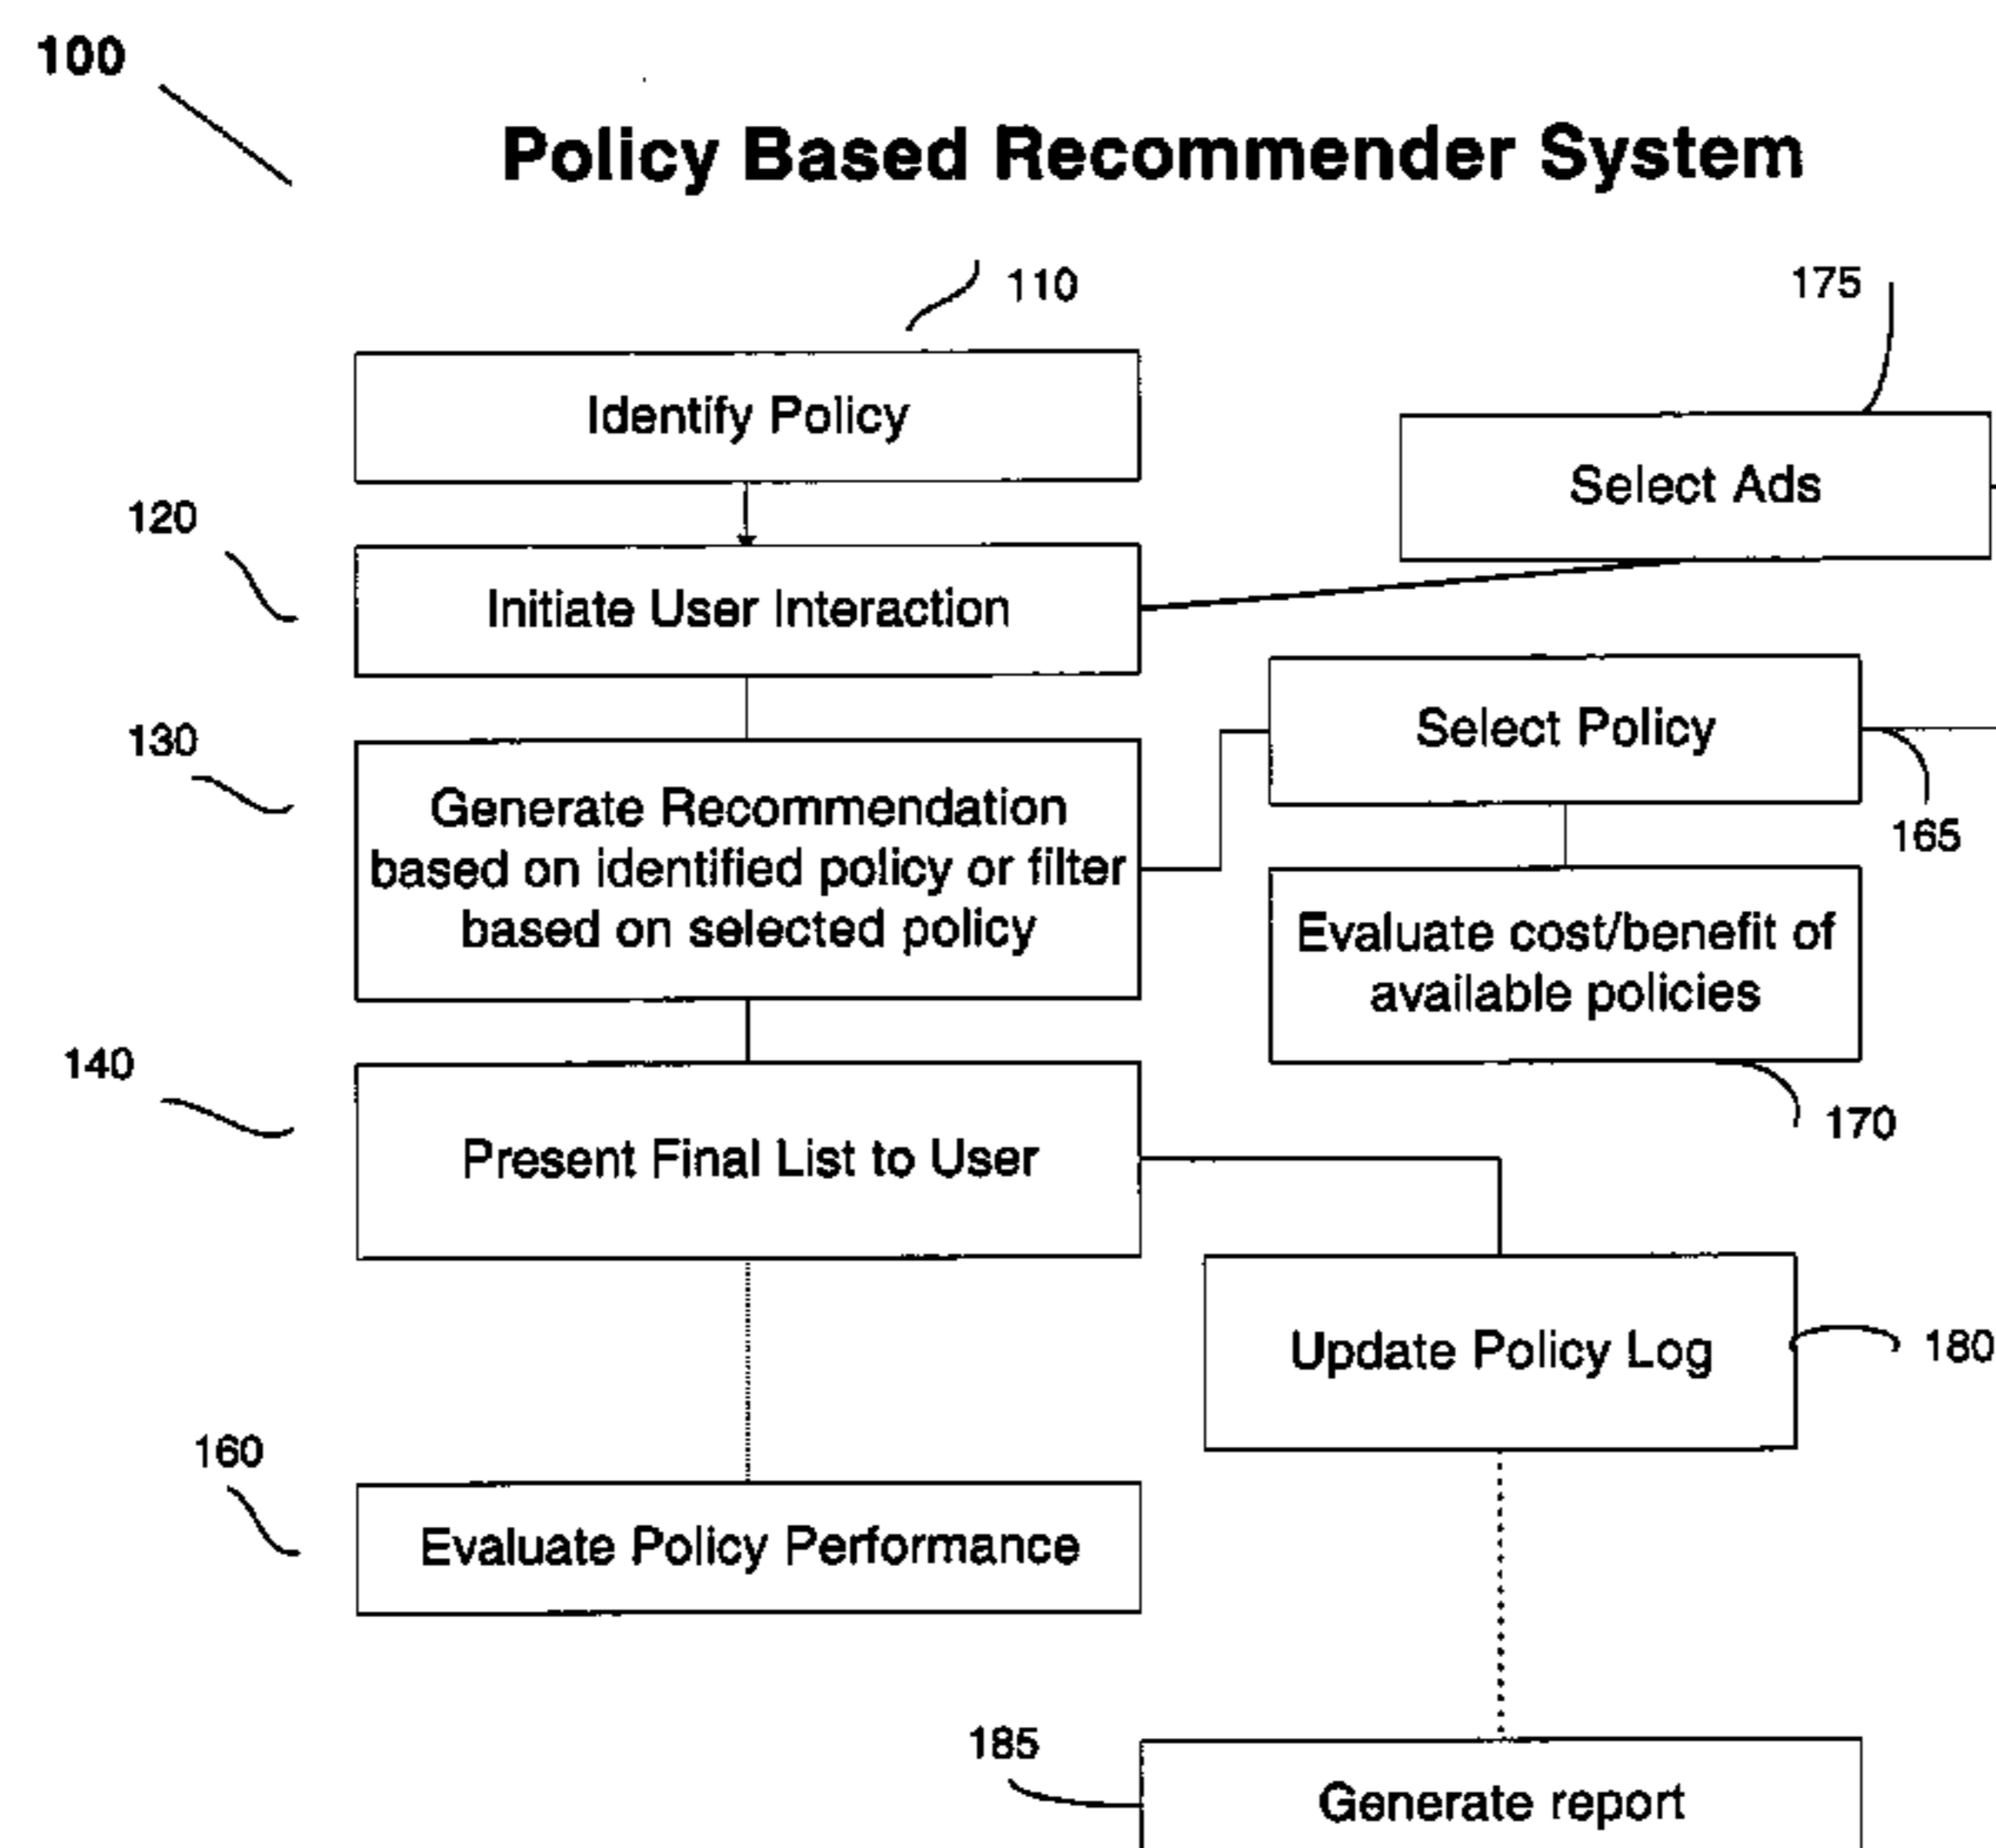 100
Policy Based Recommender System
110
175
Identify Policy
Select Ads
120
Initiate User Interaction
130
Select Policy
165
Generate Recommendation
based on identified policy or filter
based on selected policy
Evaluate cost/benefit of
available policies
140
170
Present Final List to User
Update Policy Log
180
160
Evaluate Policy Performance
185
Generate report